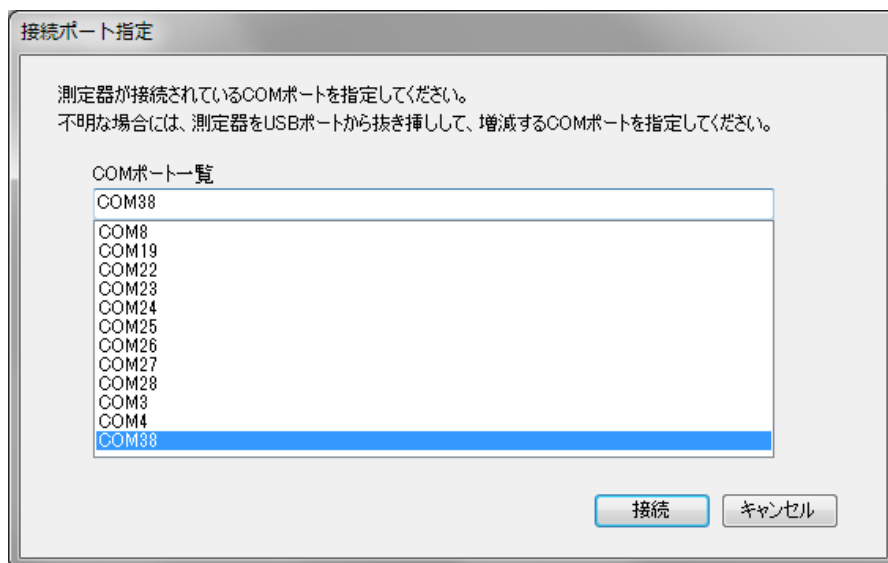 接続ポート指定
測定器が接続されているCOMポートを指定してください。
不明な場合には、測定器をUSBポートから抜き挿しして、増減するCOMポートを指定してください。
COMポート一覧
COM38
COM8
COM19
COM22
COM23
COM24
COM25
COM26
COM27
COM28
COM3
COM4
COM38
接続
キャンセル